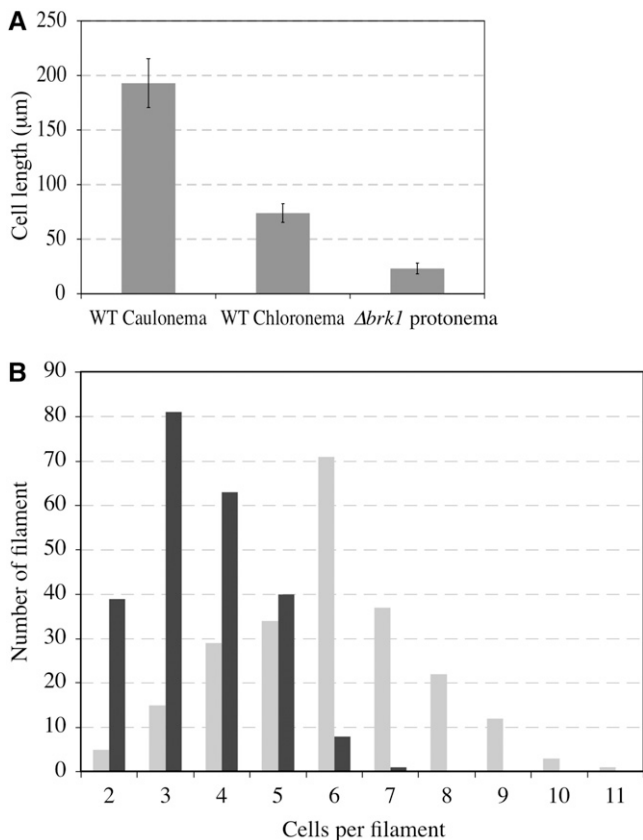 A
250
200
150
100
50
0
Cell length (μm)
WT Caulonema WT Chloronema Δbrk1 protonema
B
90
80
70
60
50
40
30
20
10
0
Number of filament
2 3 4 5 6 7 8 9 10 11
Cells per filament